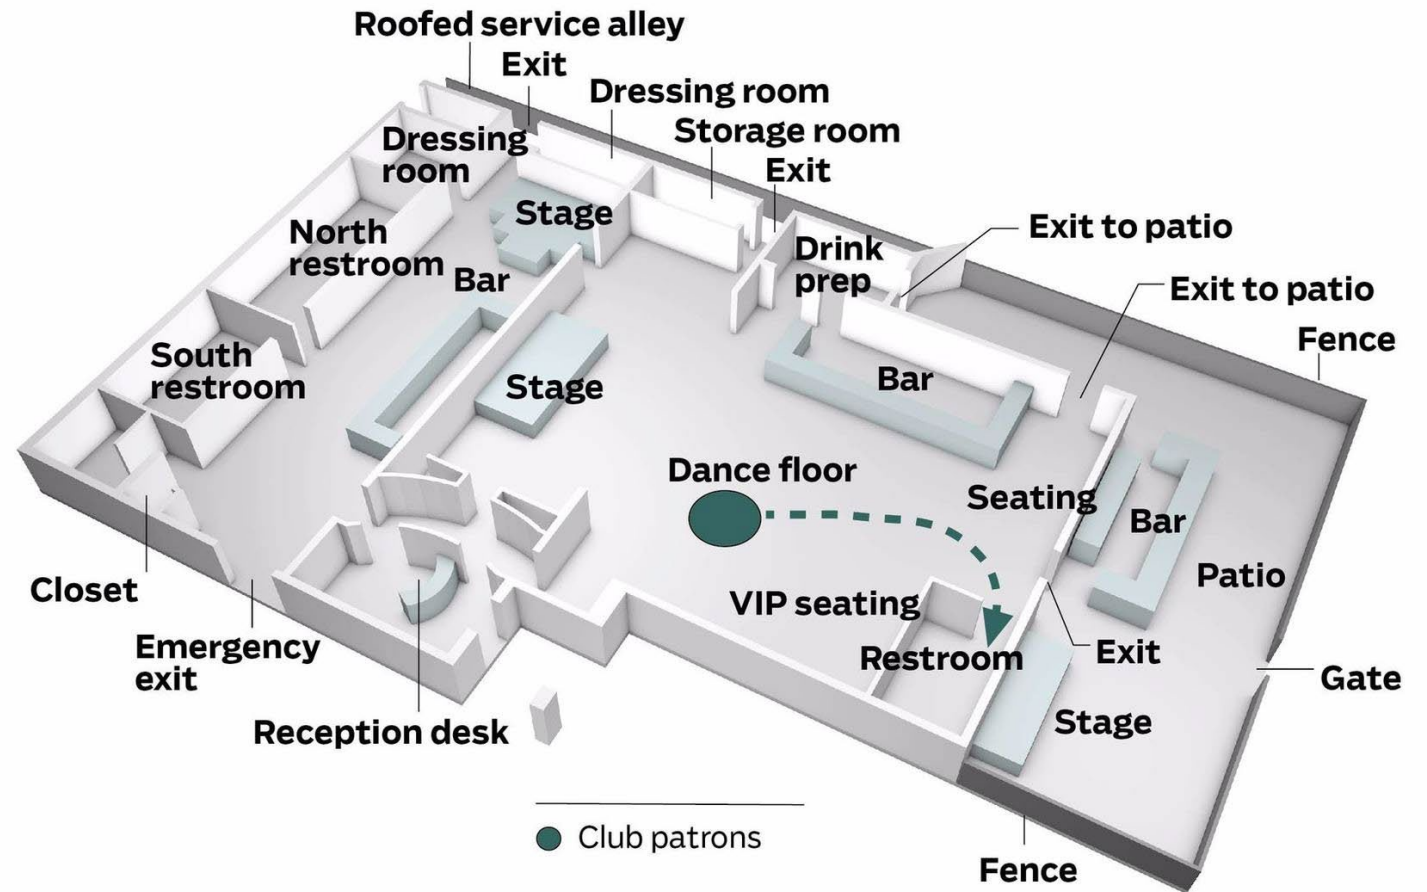 Roofed service alley
Exit
Dressing room
Storage room
Exit
Dressing
room
Stage
North
restroom
Bar
Drink
prep
Exit to patio
Exit to patio
Fence
South
restroom
Stage
Bar
Dance floor
Seating
Bar
Patio
Closet
VIP seating
Emergency
exit
Restroom
Exit
Gate
Reception desk
Stage
Club patrons
Fence